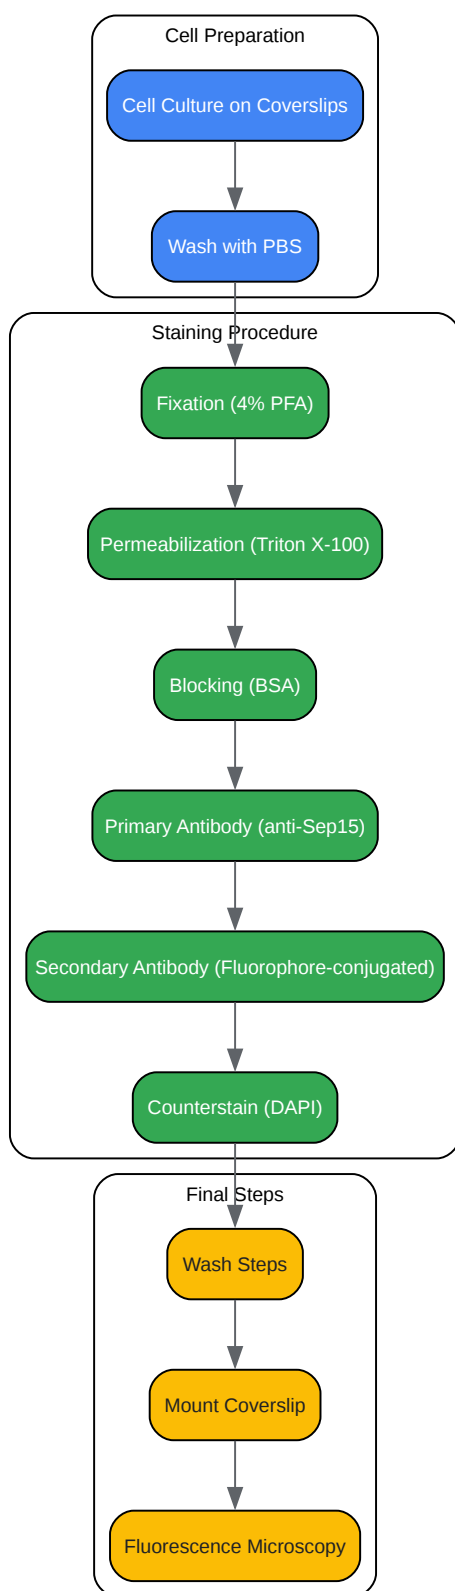 Cell Preparation
Cell Culture on Coverslips
Wash with PBS
Staining Procedure
Fixation (4% PFA)
Permeabilization (Triton X-100)
Blocking (BSA)
Primary Antibody (anti-Sep15)
Secondary Antibody (Fluorophore-conjugated)
Counterstain (DAPI)
Final Steps
Wash Steps
Mount Coverslip
Fluorescence Microscopy